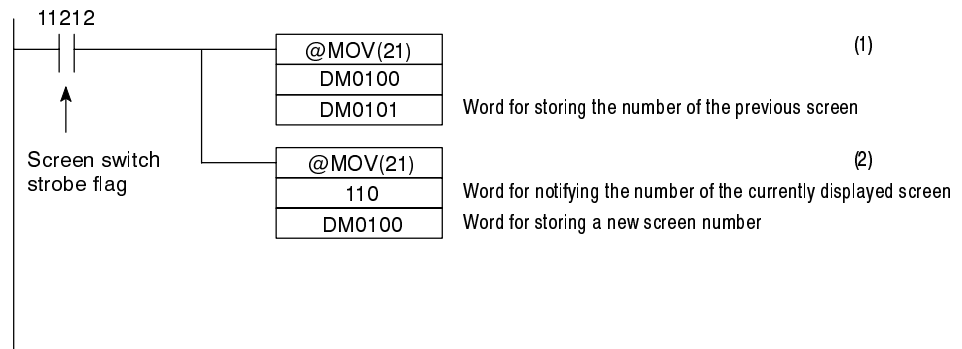 11212
@MOV(21) (1)
DM0100
DM0101 Word for storing the number of the previous screen
Screen switch
strobe flag
@MOV(21) (2)
110 Word for notifying the number of the currently displayed screen
DM0100 Word for storing a new screen number